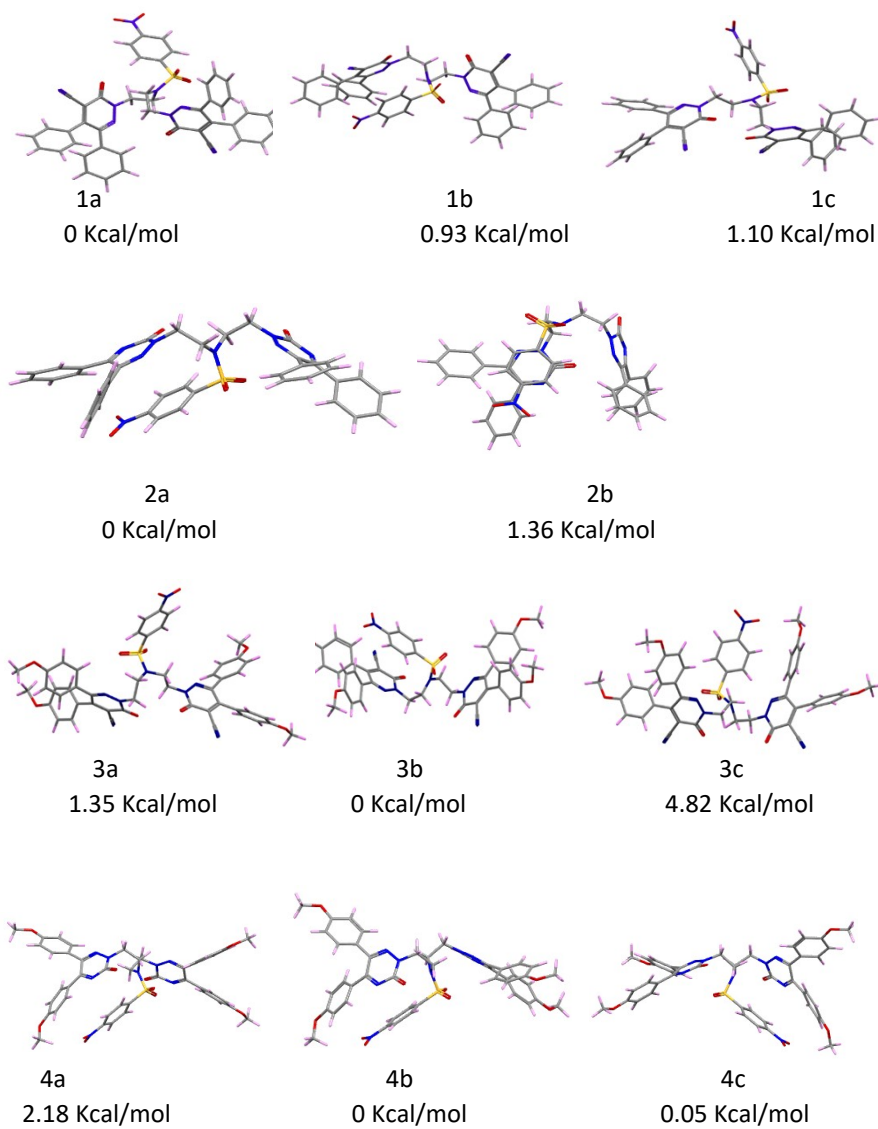 1a
0 Kcal/mol
1b
0.93 Kcal/mol
1c
1.10 Kcal/mol
2a
0 Kcal/mol
2b
1.36 Kcal/mol
3a
1.35 Kcal/mol
3b
0 Kcal/mol
3c
4.82 Kcal/mol
4a
2.18 Kcal/mol
4b
0 Kcal/mol
4c
0.05 Kcal/mol